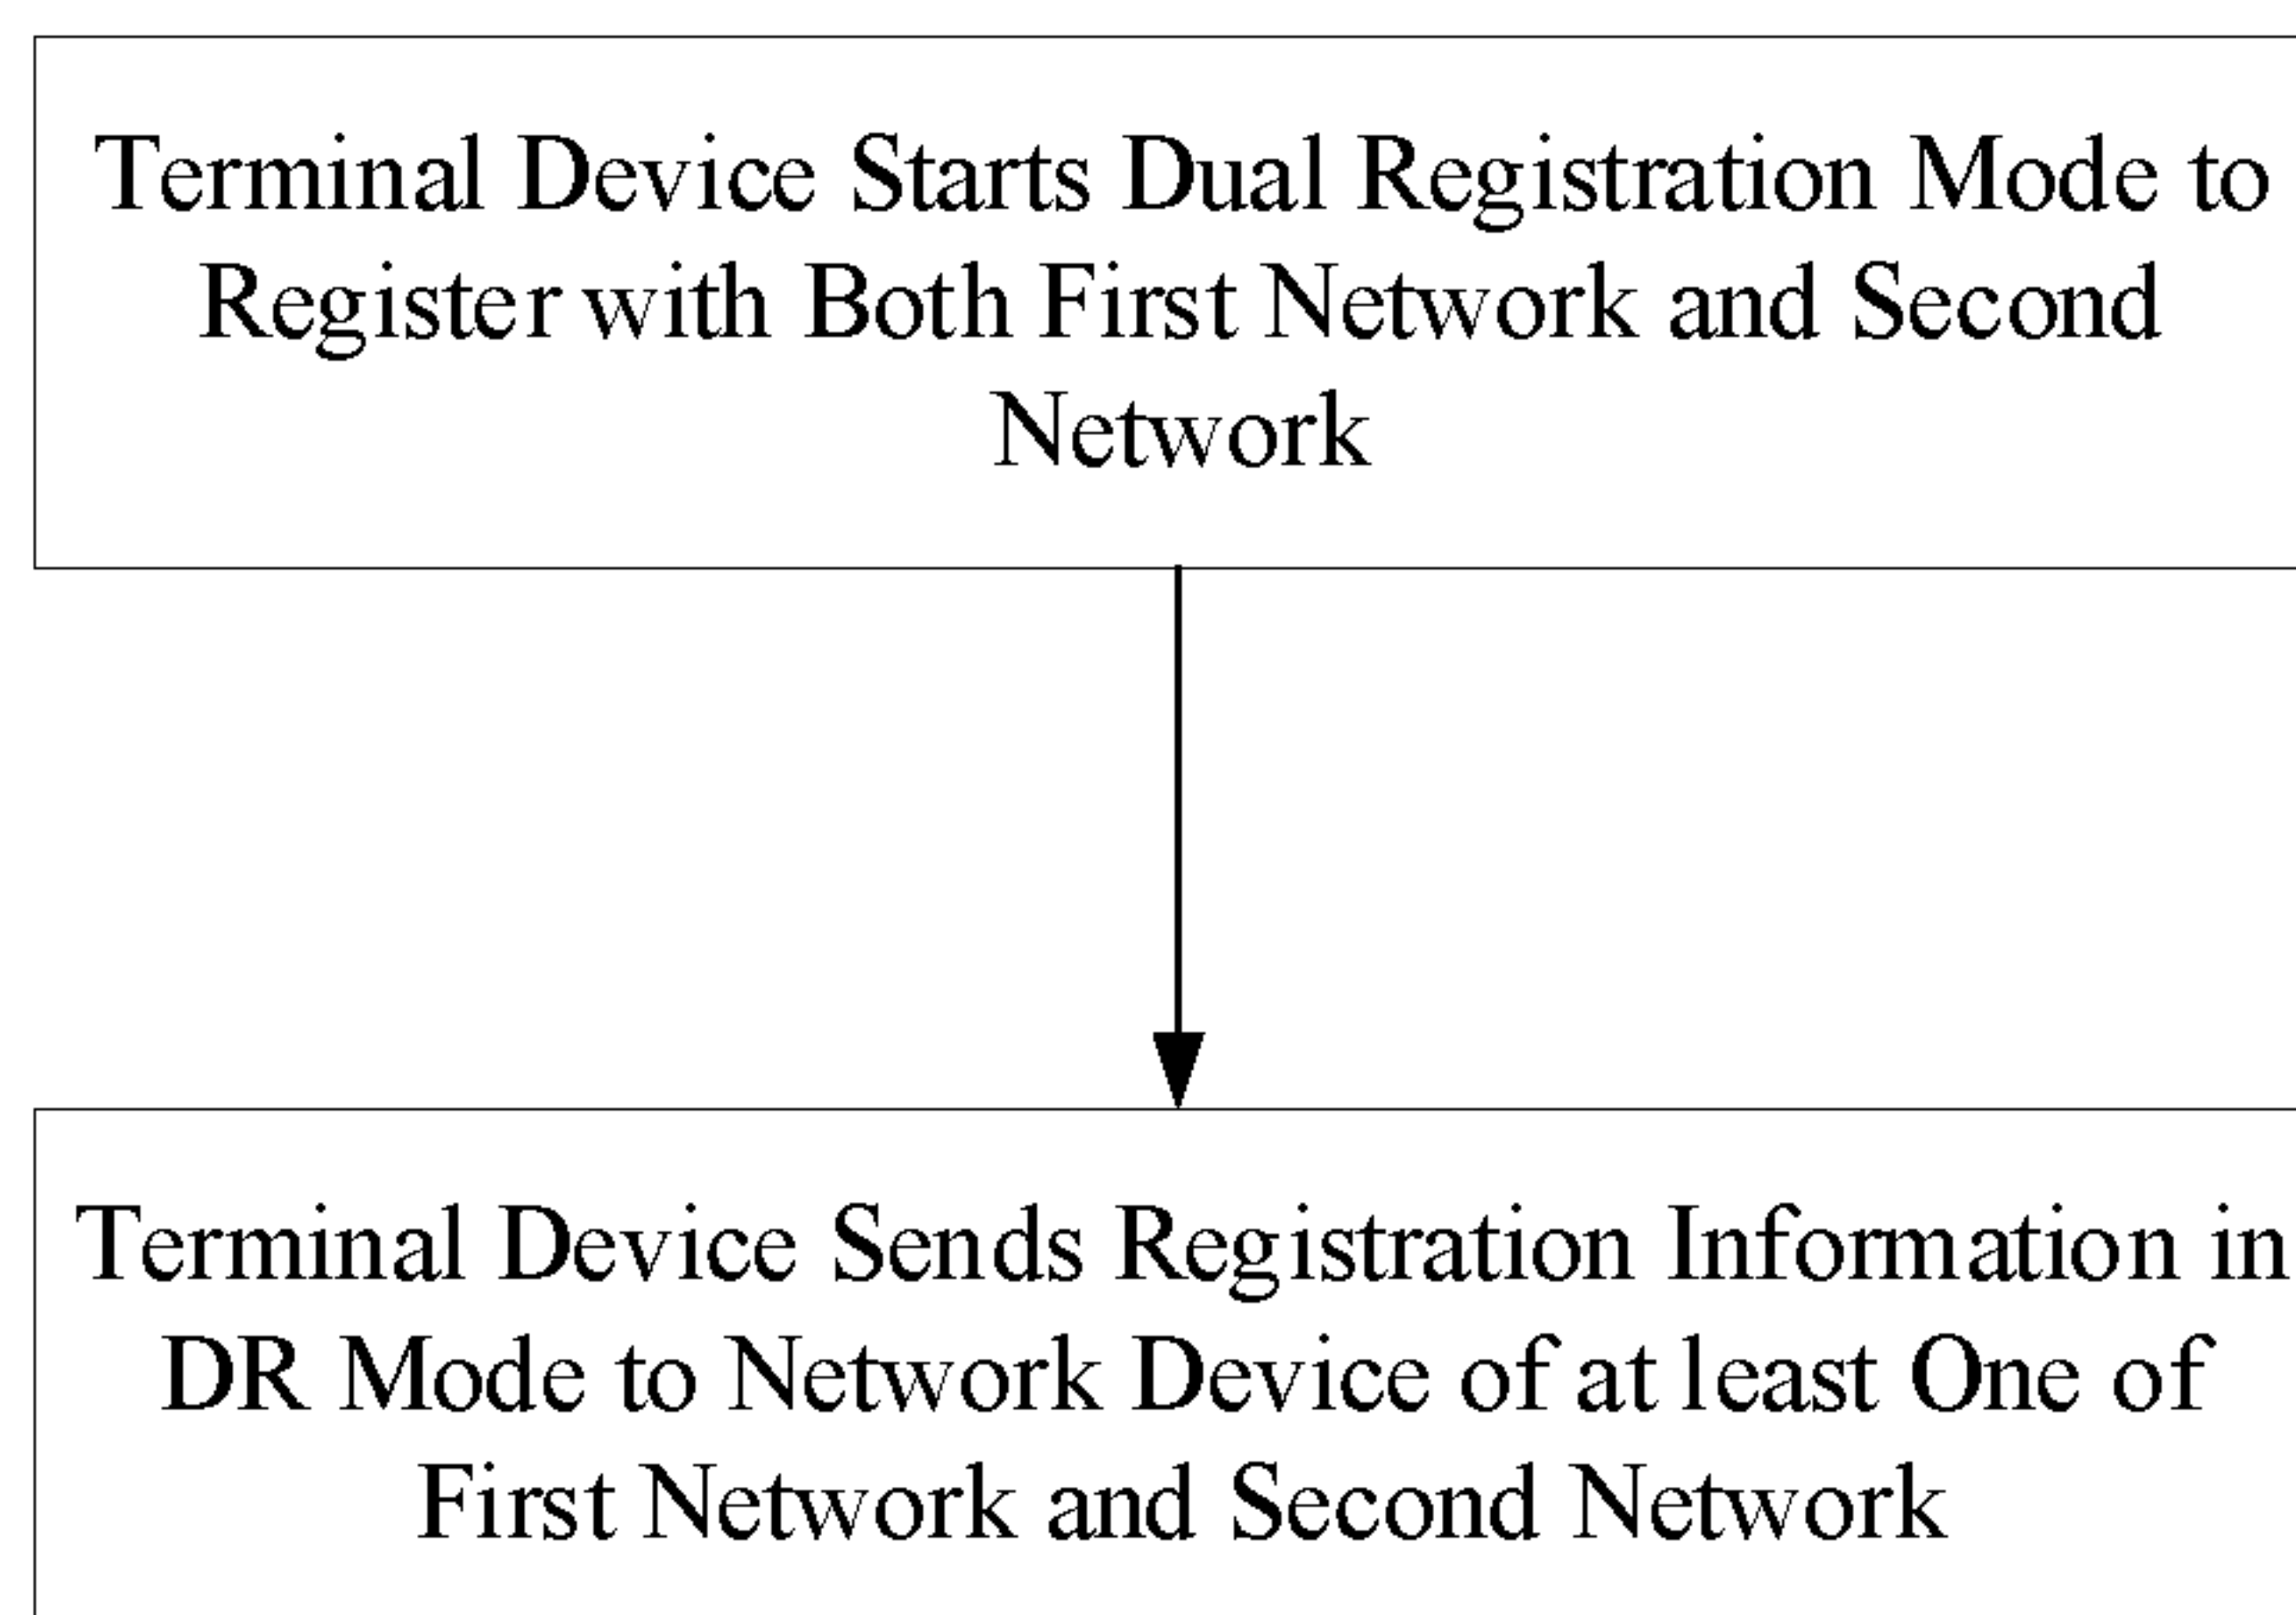 Terminal Device Starts Dual Registration Mode to
Register with Both First Network and Second
Network
Terminal Device Sends Registration Information in
DR Mode to Network Device of at least One of
First Network and Second Network